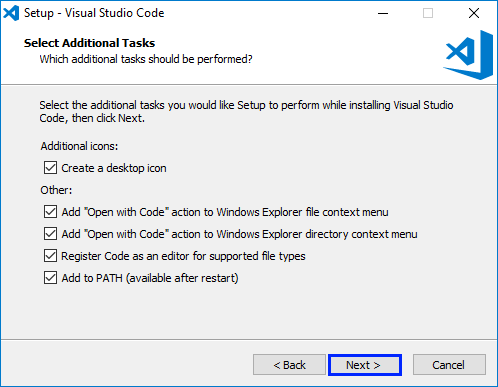 Setup - Visual Studio Code
Select Additional Tasks
Which additional tasks should be performed?
Select the additional tasks you would like Setup to perform while installing Visual Studio
Code, then click Next.
Additional icons:
Create a desktop icon
Other:
Add "Open with Code" action to Windows Explorer file context menu
Add "Open with Code" action to Windows Explorer directory context menu
Register Code as an editor for supported file types
Add to PATH (available after restart)
< Back Next > Cancel